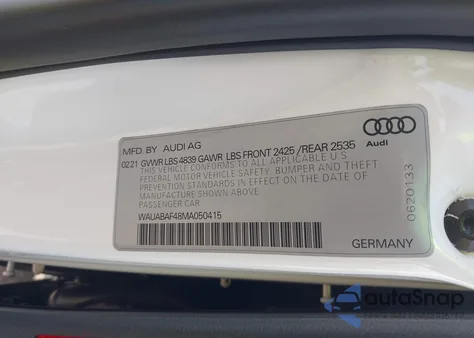 MFD. BY AUDI AG
0221 GVWR LBS 4839 GAWR LBS FRONT 2425 / REAR 2535
THIS VEHICLE CONFORMS TO ALL APPLICABLE U.S
FEDERAL MOTOR VEHICLE SAFETY, BUMPER AND THEFT
PREVENTION STANDARDS IN EFFECT ON THE DATE OF
MANUFACTURE SHOWN ABOVE.
PASSENGER CAR
WAUABAF48MA050415
Audi
0620133
GERMANY
autoSnap